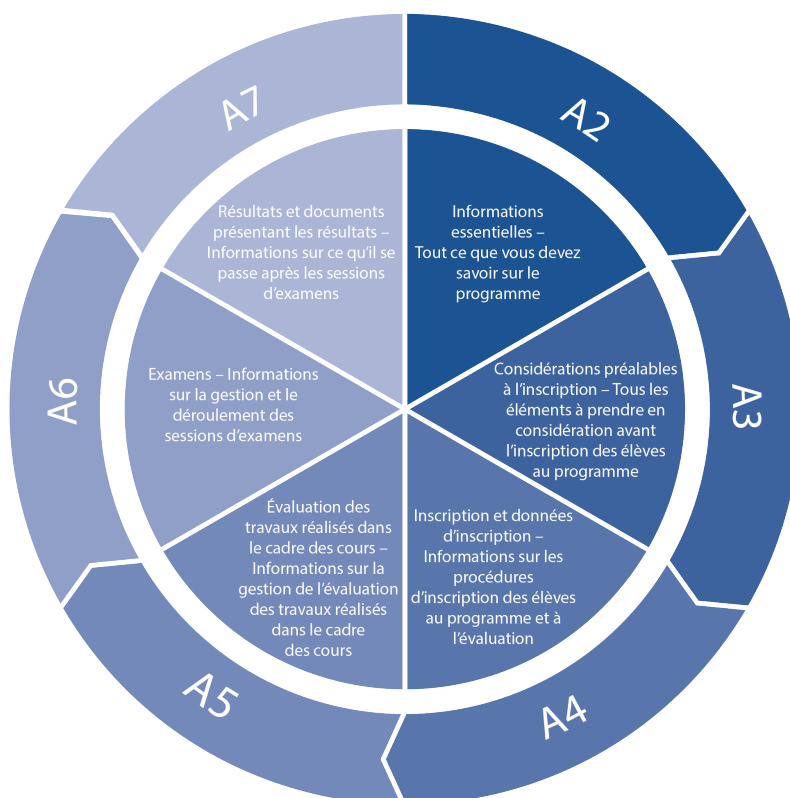 A2
Informations
essentielles –
Tout ce que vous devez
savoir sur le
programme
A3
Considérations préalables
à l'inscription – Tous les
éléments à prendre en
considération avant
l'inscription des élèves
au programme
A4
Inscription et données
d'inscription –
Informations sur les
procédures
d'inscription des élèves
au programme et à
l'évaluation
A5
Évaluation des
travaux réalisés dans
le cadre des cours –
Informations sur la
gestion de l'évaluation
des travaux réalisés
dans le cadre
des cours
A6
Examens – Informations
sur la gestion et le
déroulement des
sessions d'examens
A7
Résultats et documents
présentant les résultats –
Informations sur ce qu'il se
passe après les sessions
d'examens